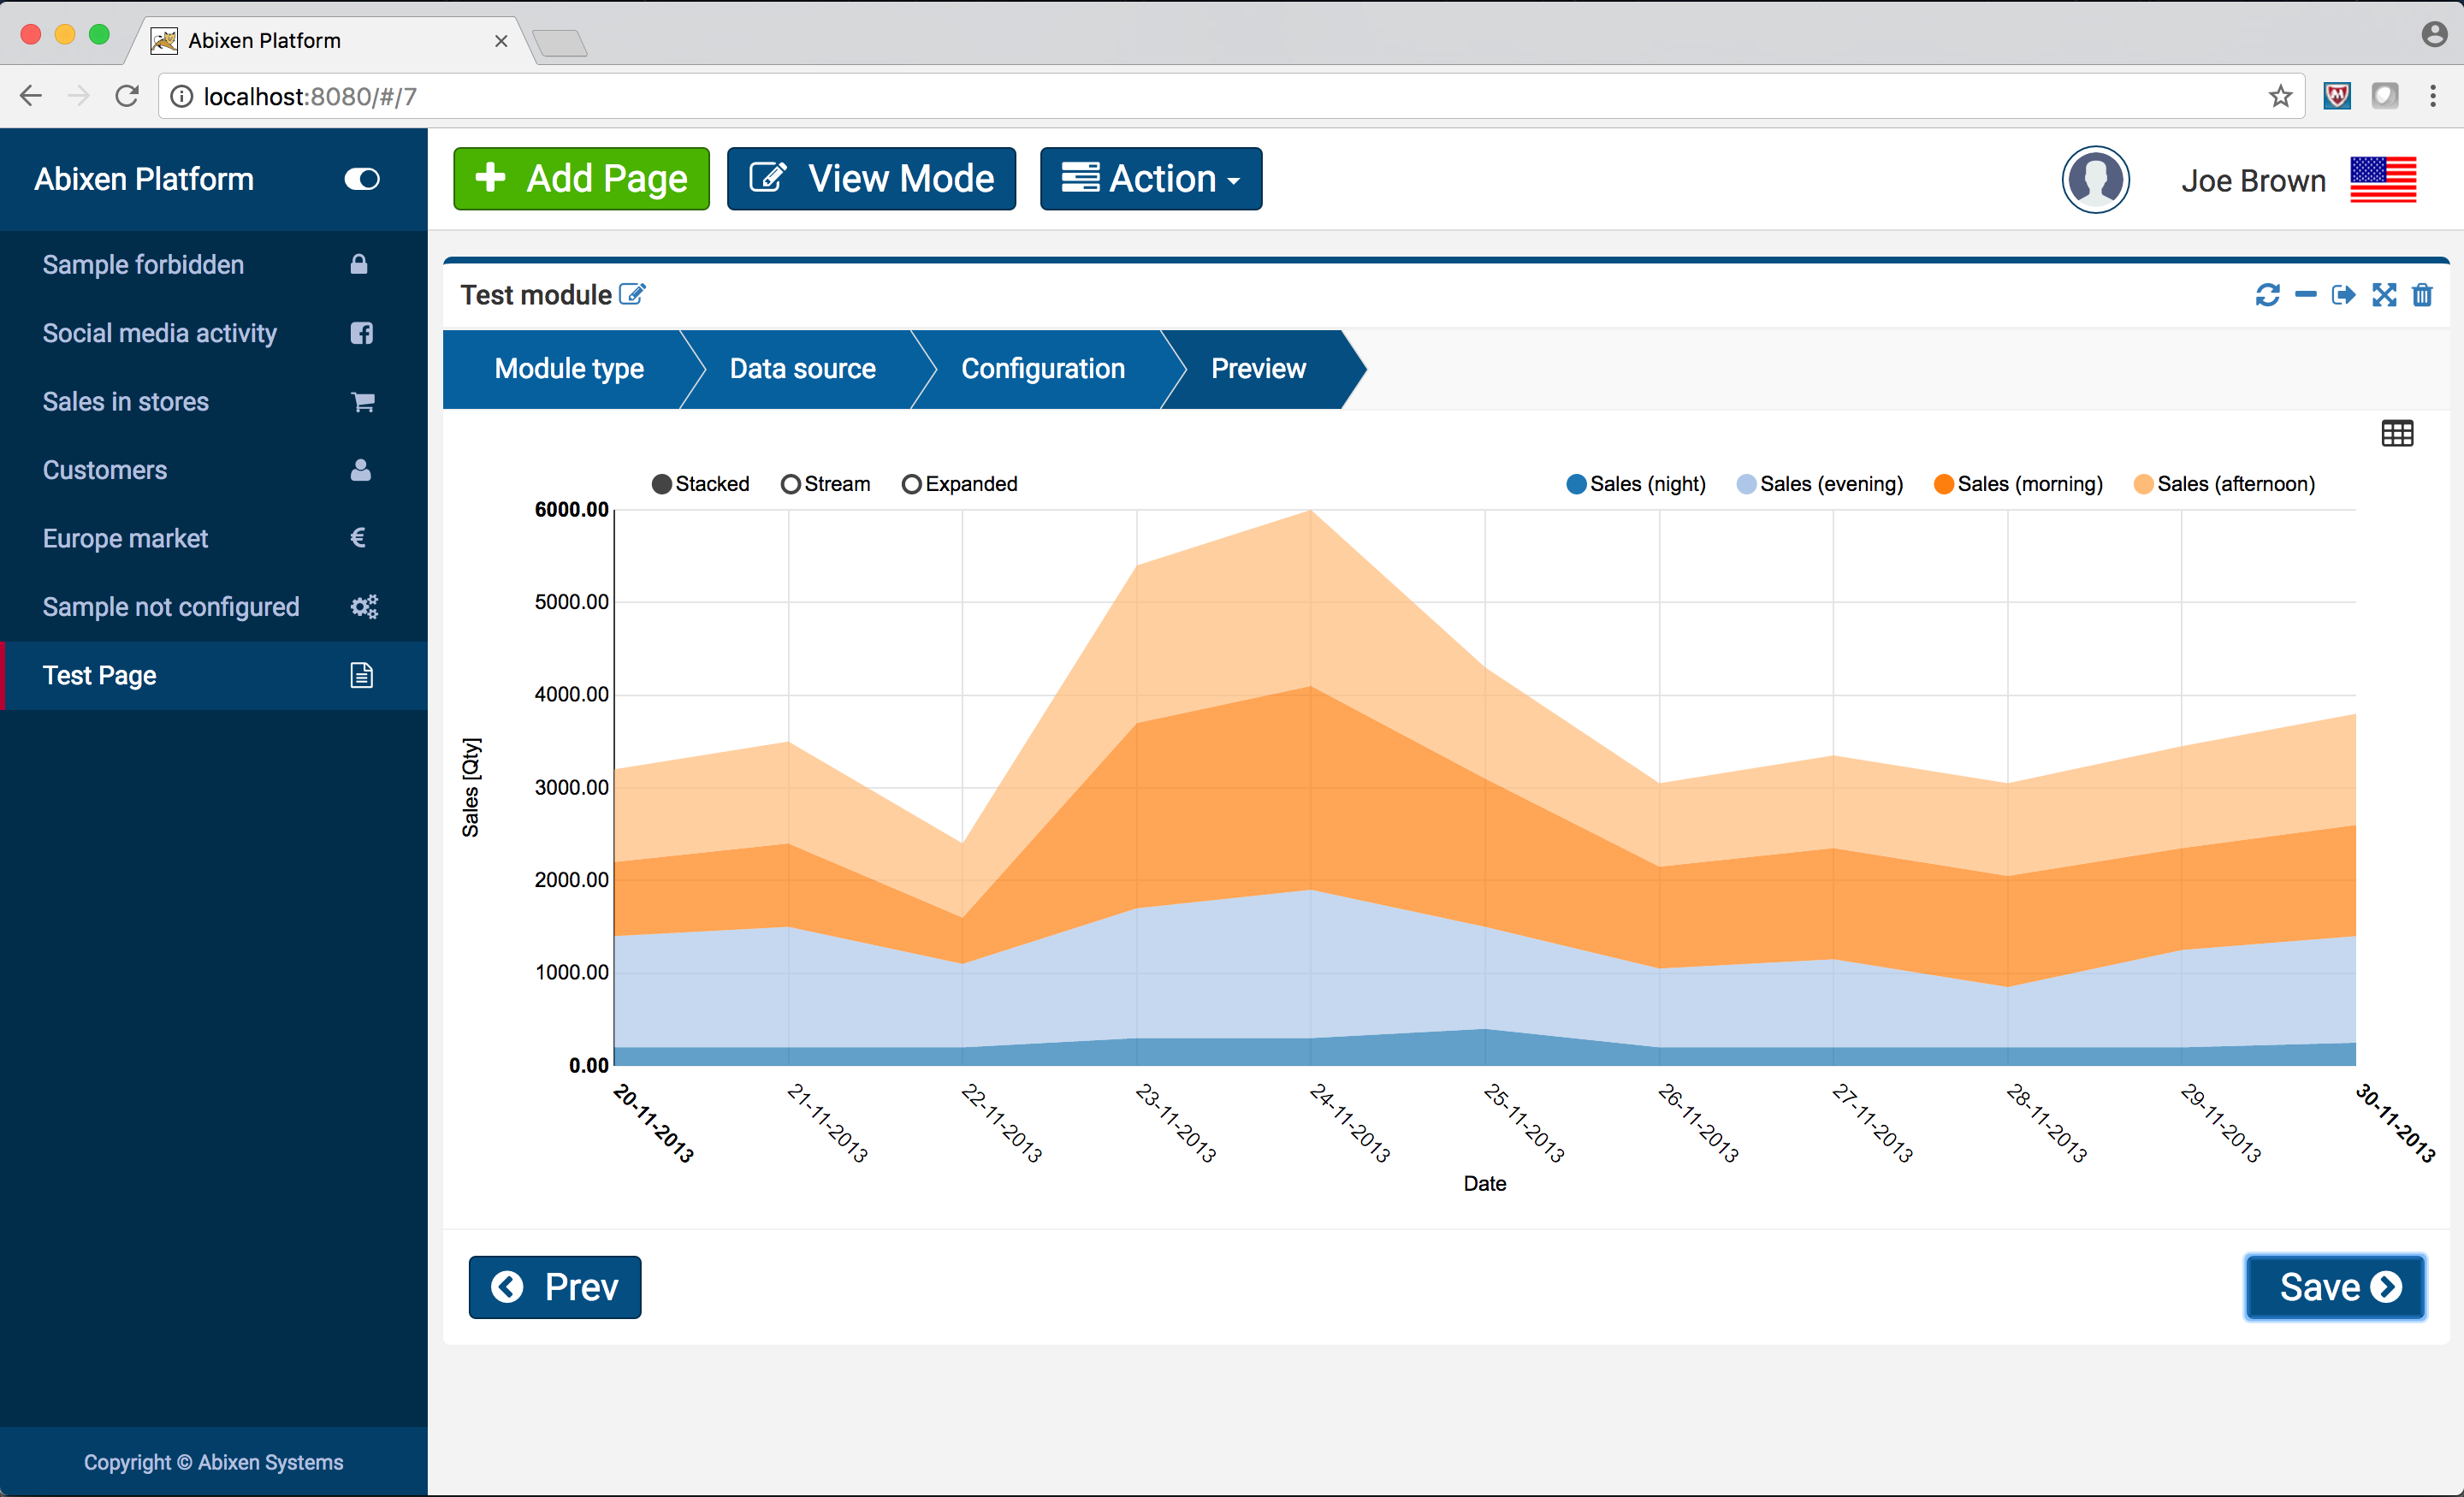 Abixen Platform
localhost:8080/#/7
Abixen Platform
Add Page
View Mode
Action
Joe Brown
Sample forbidden
Social media activity
Sales in stores
Customers
Europe market
€
Sample not configured
Test Page
Test module
Module type
Data source
Configuration
Preview
Stacked
Stream
Expanded
Sales (night)
Sales (evening)
Sales (morning)
Sales (afternoon)
6000.00
5000.00
4000.00
3000.00
2000.00
1000.00
0.00
Sales [Qty]
20-11-2013
21-11-2013
22-11-2013
23-11-2013
24-11-2013
25-11-2013
26-11-2013
27-11-2013
28-11-2013
29-11-2013
30-11-2013
Date
Prev
Save
Copyright © Abixen Systems